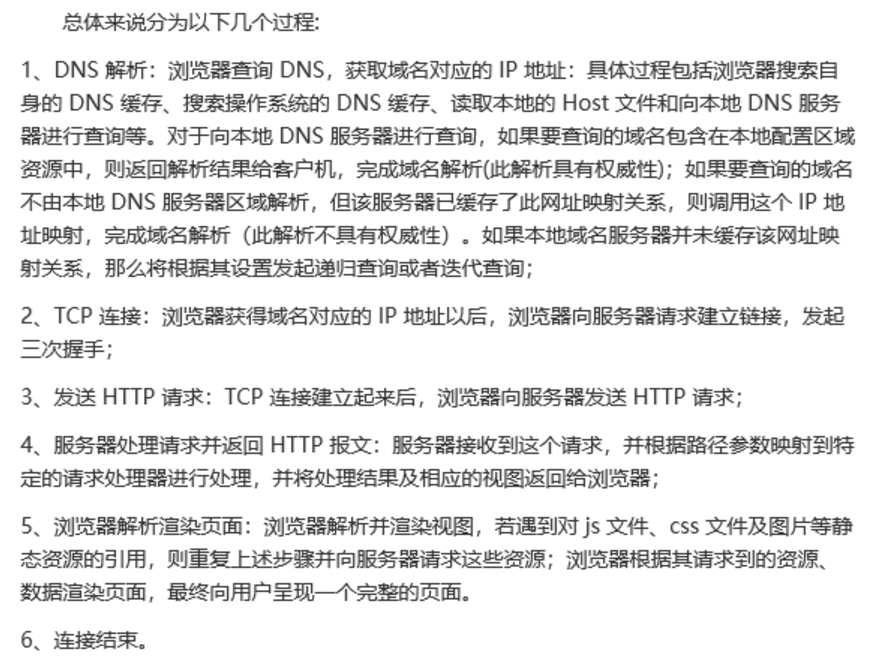 总体来说分为以下几个过程:
1、DNS 解析：浏览器查询 DNS，获取域名对应的 IP 地址：具体过程包括浏览器搜索自
身的 DNS 缓存、搜索操作系统的 DNS 缓存、读取本地的 Host 文件和向本地 DNS 服务
器进行查询等。对于向本地 DNS 服务器进行查询，如果要查询的域名包含在本地配置区域
资源中，则返回解析结果给客户机，完成域名解析(此解析具有权威性)；如果要查询的域名
不由本地 DNS 服务器区域解析，但该服务器已缓存了此网址映射关系，则调用这个 IP 地
址映射，完成域名解析（此解析不具有权威性）。如果本地域名服务器并未缓存该网址映
射关系，那么将根据其设置发起递归查询或者迭代查询；
2、TCP 连接：浏览器获得域名对应的 IP 地址以后，浏览器向服务器请求建立链接，发起
三次握手；
3、发送 HTTP 请求：TCP 连接建立起来后，浏览器向服务器发送 HTTP 请求；
4、服务器处理请求并返回 HTTP 报文：服务器接收到这个请求，并根据路径参数映射到特
定的请求处理器进行处理，并将处理结果及相应的视图返回给浏览器；
5、浏览器解析渲染页面：浏览器解析并渲染视图，若遇到对 js 文件、css 文件及图片等静
态资源的引用，则重复上述步骤并向服务器请求这些资源；浏览器根据其请求到的资源、
数据渲染页面，最终向用户呈现一个完整的页面。
6、连接结束。